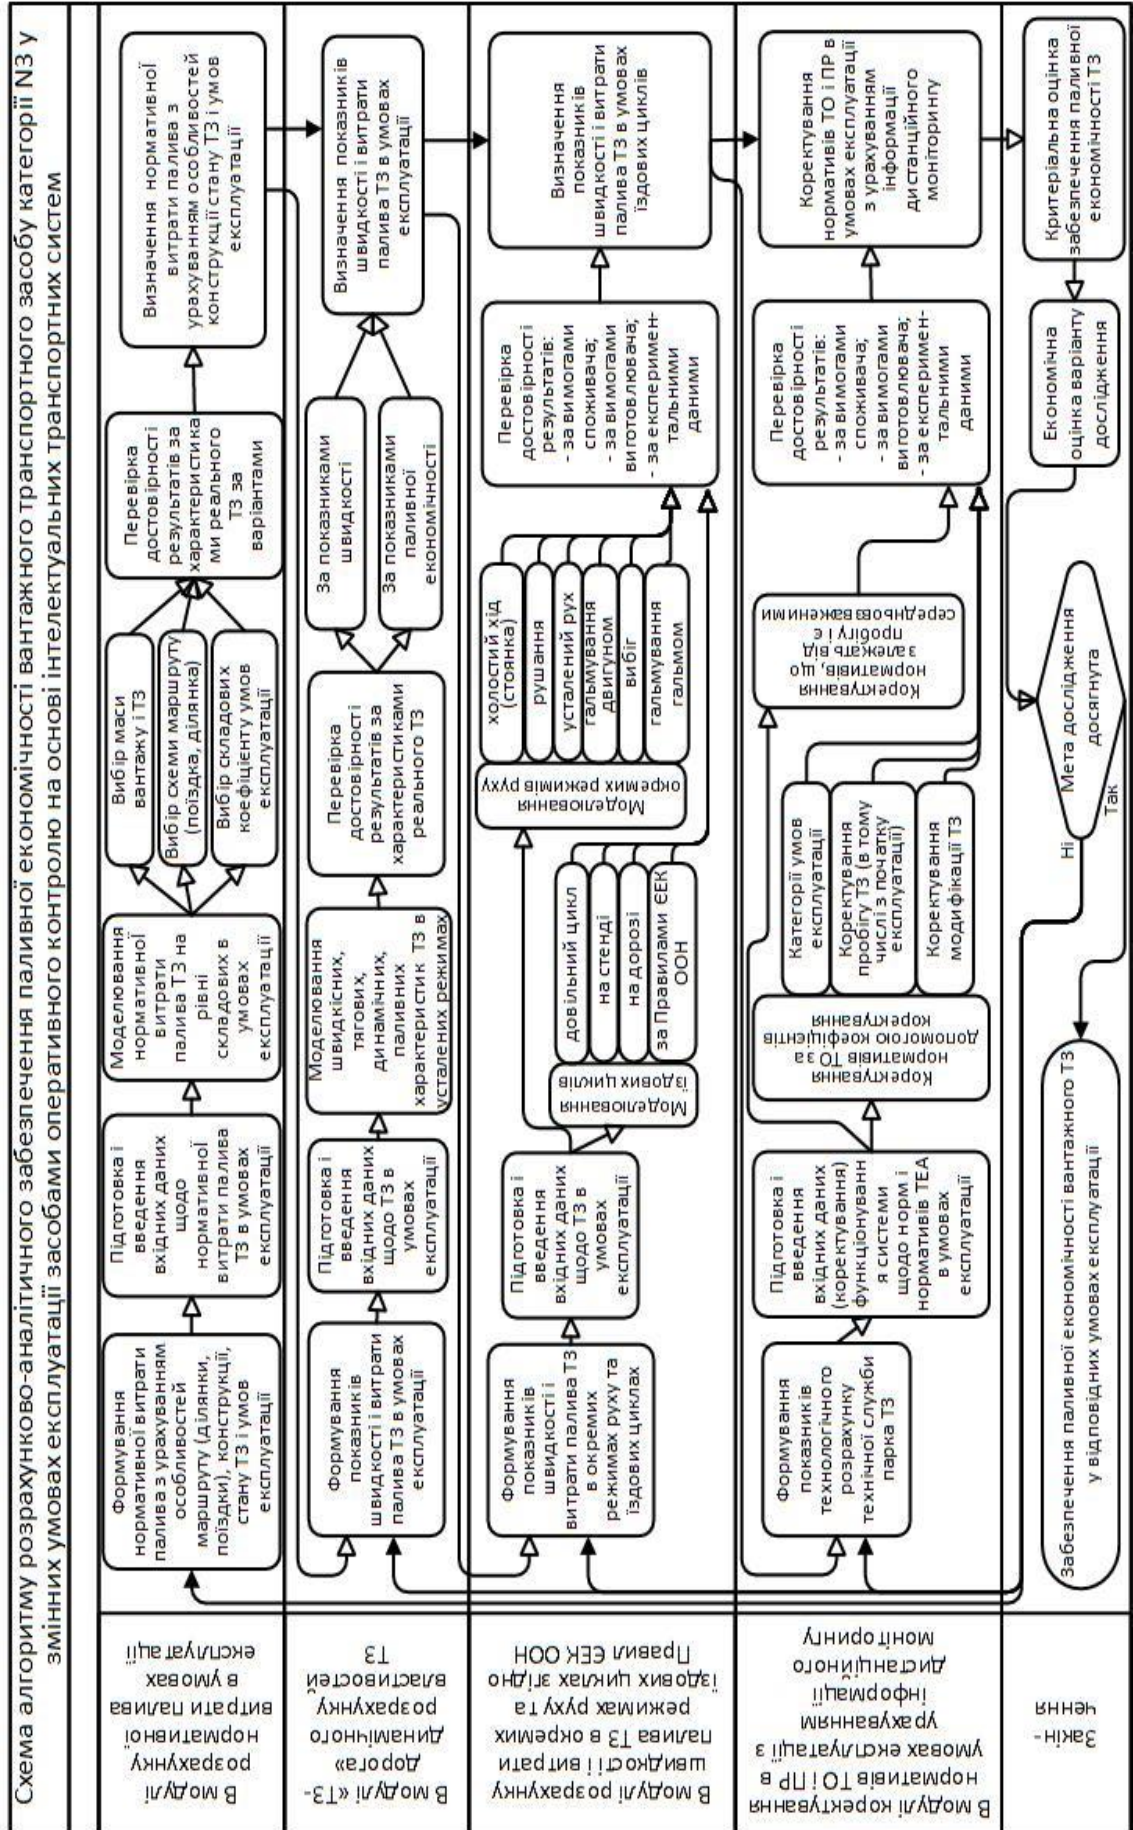 Схема алгоритму розрахунково-аналітичного забезпечення паливної економічності вантажного транспортного засобу категорії N3 у
змінних умовах експлуатації засобами оперативного контролю на основі інтелектуальних транспортних систем
В модулі
розрахунку
нормативної
витрати палива
в умовах
експлуатації
Формування
нормативної витрати
палива з урахуванням
особливостей
маршруту (ділянки,
поїздки), конструкції,
стану ТЗ і умов
експлуатації
Підготовка і
введення
вхідних даних
щодо
нормативної
витрати палива
ТЗ в умовах
експлуатації
Моделювання
нормативної
витрати
палива ТЗ на
рівні
складових в
умовах
експлуатації
Вибір маси
вантажу і ТЗ
Вибір схеми маршруту
(поїздка, ділянка)
Вибір складових
коефіцієнту умов
експлуатації
Перевірка
достовірності
результатів за
характеристика
ми реального
ТЗ за
варіантами
Визначення нормативної
витрати палива з
урахуванням особливостей
конструкції стану ТЗ і умов
експлуатації
В модулі «ТЗ-
дорога»
динамічного
розрахунку
властивостей
ТЗ
Формування
показників
швидкості і витрати
палива ТЗ в умовах
експлуатації
Підготовка і
введення
вхідних даних
щодо ТЗ в
умовах
експлуатації
Моделювання
швидкісних,
тягових,
динамічних,
паливних
характеристик ТЗ в
усталених режимах
Перевірка
достовірності
результатів за
характеристиками
реального ТЗ
За показниками
швидкості
За показниками
паливної
економічності
Визначення показників
швидкості і витрати
палива ТЗ в умовах
експлуатації
В модулі розрахунку
швидкості і витрати
палива ТЗ в окремих
режимах руху та
їздових циклах згідно
Правил ЄЕК ООН
Формування
показників
швидкості і
витрати палива ТЗ
в окремих
режимах руху та
їздових циклах
Підготовка і
введення
вхідних даних
щодо ТЗ в
умовах
експлуатації
Моделювання
їздових циклів
довільний цикл
на стенді
на дорозі
за Правилами ЄЕК
ООН
Моделювання
окремих режимів руху
холостий хід
(стоянка)
рушання
усталений рух
гальмування
двигуном
вибіг
гальмування
гальмом
Перевірка
достовірності
результатів:
- за вимогами
споживача;
- за вимогами
виготовлювача;
- за експеримен-
тальними
даними
Визначення
показників
швидкості і витрати
палива ТЗ в умовах
їздових циклів
В модулі коректування
нормативів ТО і ПР в
умовах експлуатації з
урахуванням
інформації
дистанційного
моніторингу
Формування
показників
технологічного
розрахунку
технічної служби
парка ТЗ
Підготовка і
введення
вхідних даних
(коректування)
функціонуванн
я системи
щодо норм і
нормативів ТЕА
в умовах
експлуатації
Коректування
нормативів ТО за
допомогою коефіцієнтів
коректування
Категорії умов
експлуатації
Коректування
пробігу ТЗ (в тому
числі з початку
експлуатації)
Коректування
модифікації ТЗ
Коректування
нормативів, що
залежать від
пробігу і є
середньозваженими
Перевірка
достовірності
результатів:
- за вимогами
споживача;
- за вимогами
виготовлювача;
- за експеримен-
тальними
даними
Коректування
нормативів ТО і ПР в
умовах експлуатації
з урахуванням
інформації
дистанційного
моніторингу
Закін-
чення
Забезпечення паливної економічності вантажного ТЗ
у відповідних умовах експлуатації
Ні
Так
Мета дослідження
досягнута
Економічна
оцінка варіанту
дослідження
Критеріальна оцінка
забезпечення паливної
економічності ТЗ